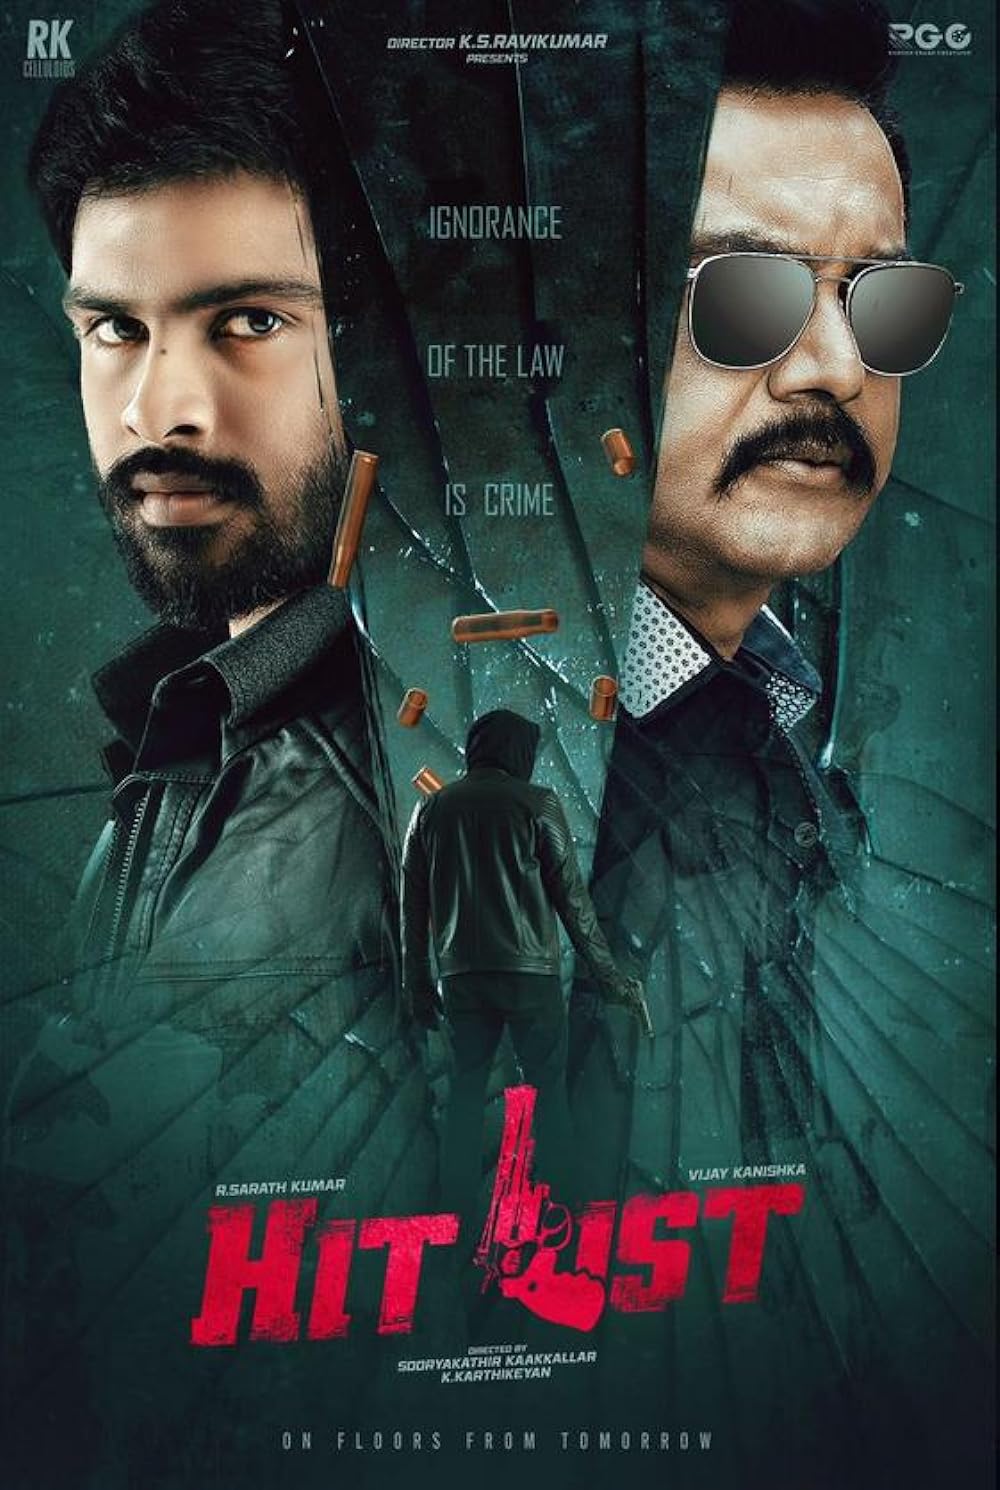 RK
CELLULOIDS
DIRECTOR K.S.RAVIKUMAR
PRESENTS
PGC
IGNORANCE
OF THE LAW
IS CRIME
R.SARATH KUMAR
VIJAY KANISHKA
HIT LIST
DIRECTED BY
SOORYAKATHIR KAAKKALLAR
K.KARTHIKEYAN
ON FLOORS FROM TOMORROW